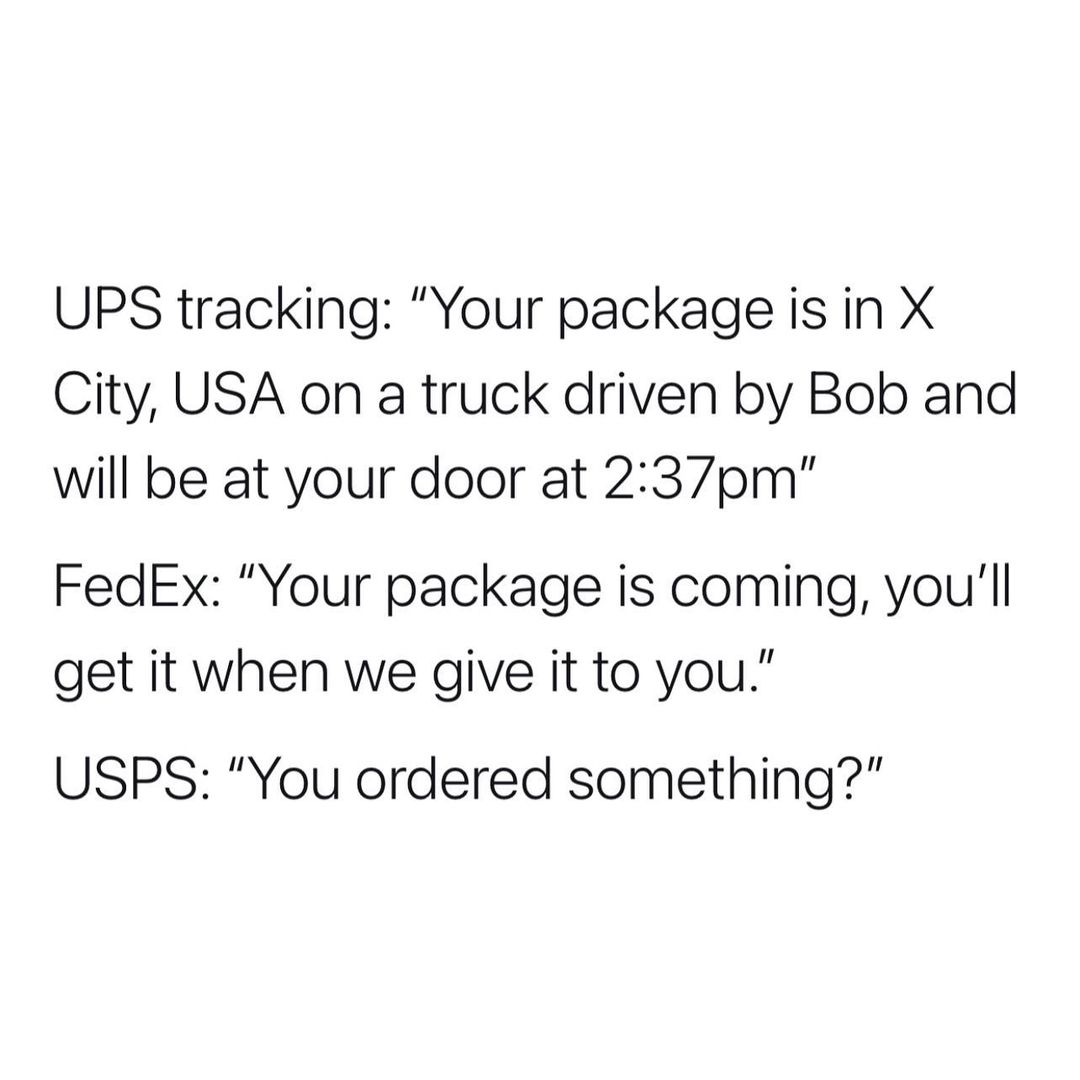 UPS tracking: “Your package is in X
City, USA on a truck driven by Bob and
will be at your door at 2:37pm”
FedEx: “Your package is coming, you’ll
get it when we give it to you.”
USPS: “You ordered something?”